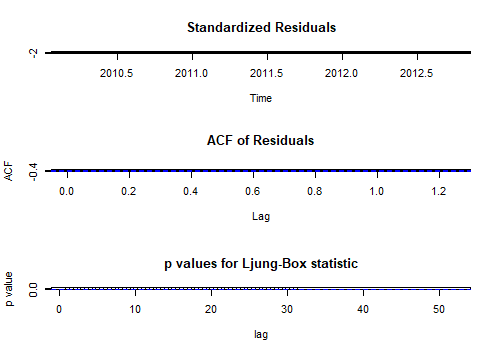 Standardized Residuals
-2
2010.5 2011.0 2011.5 2012.0 2012.5
Time
ACF of Residuals
ACF
-0.4
0.0 0.2 0.4 0.6 0.8 1.0 1.2
Lag
p values for Ljung-Box statistic
p value
0.0
0 10 20 30 40 50
lag